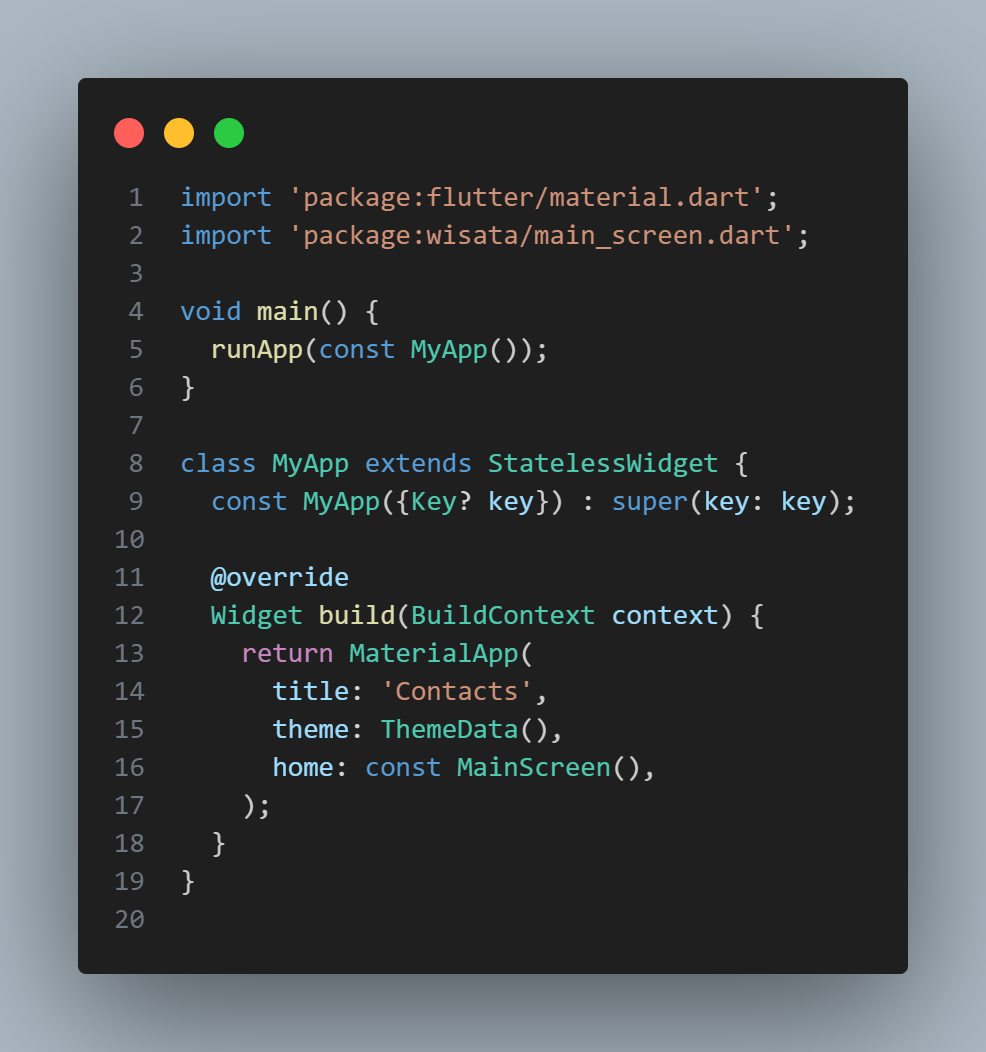 1 import 'package:flutter/material.dart';
2 import 'package:wisata/main_screen.dart';
3
4 void main() {
5   runApp(const MyApp());
6 }
7
8 class MyApp extends StatelessWidget {
9   const MyApp({Key? key}) : super(key: key);
10
11   @override
12   Widget build(BuildContext context) {
13     return MaterialApp(
14       title: 'Contacts',
15       theme: ThemeData(),
16       home: const MainScreen(),
17     );
18   }
19 }
20